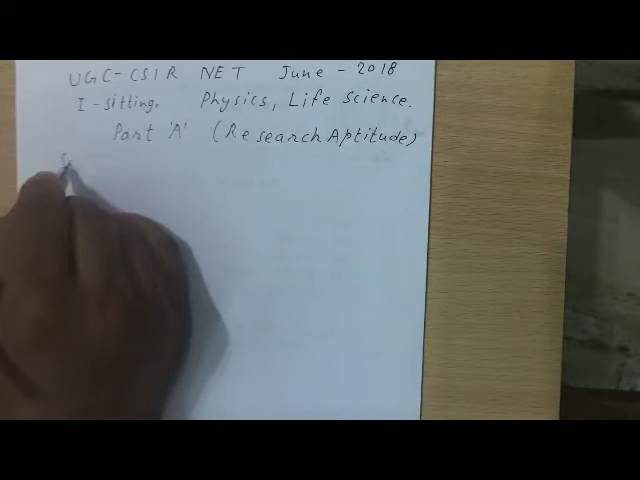 UGC-CSIR NET June - 2018
I-sitting. Physics, Life Science.
Part 'A' (Research Aptitude)